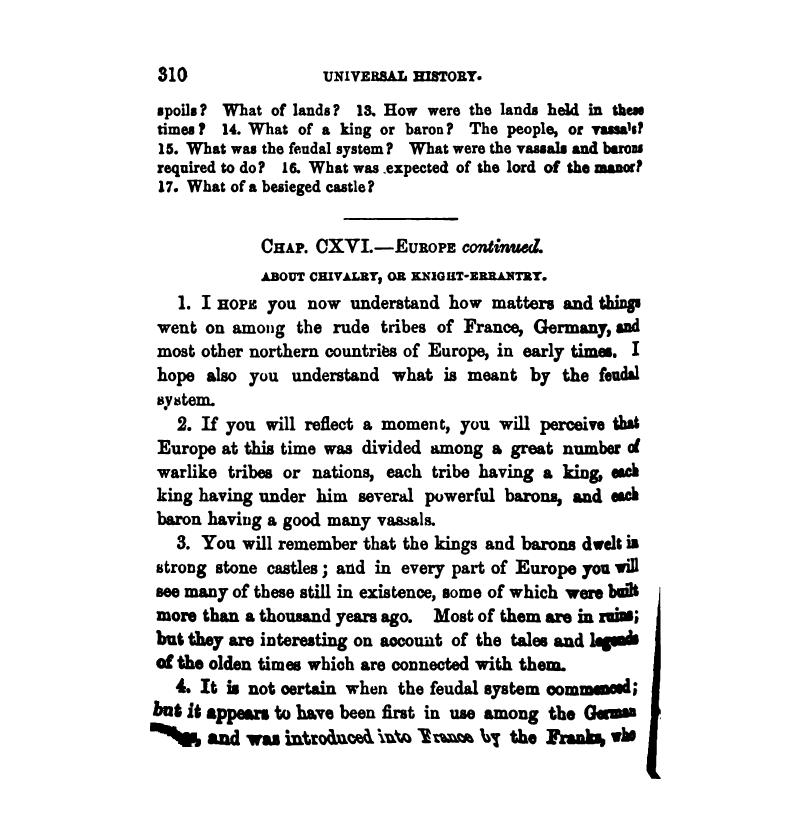 310 UNIVERSAL HISTORY.
spoils? What of lands? 13. How were the lands held in these
times? 14. What of a king or baron? The people, or vassals?
15. What was the feudal system? What were the vassals and barons
required to do? 16. What was expected of the lord of the manor?
17. What of a besieged castle?
CHAP. CXVI.—EUROPE continued.
ABOUT CHIVALRY, OR KNIGHT-ERRANTRY.
1. I HOPE you now understand how matters and things
went on among the rude tribes of France, Germany, and
most other northern countries of Europe, in early times. I
hope also you understand what is meant by the feudal
system.
2. If you will reflect a moment, you will perceive that
Europe at this time was divided among a great number of
warlike tribes or nations, each tribe having a king, each
king having under him several powerful barons, and each
baron having a good many vassals.
3. You will remember that the kings and barons dwelt in
strong stone castles; and in every part of Europe you will
see many of these still in existence, some of which were built
more than a thousand years ago. Most of them are in ruins;
but they are interesting on account of the tales and legends
of the olden times which are connected with them.
4. It is not certain when the feudal system commenced;
but it appears to have been first in use among the German
and was introduced into France by the Franks, who